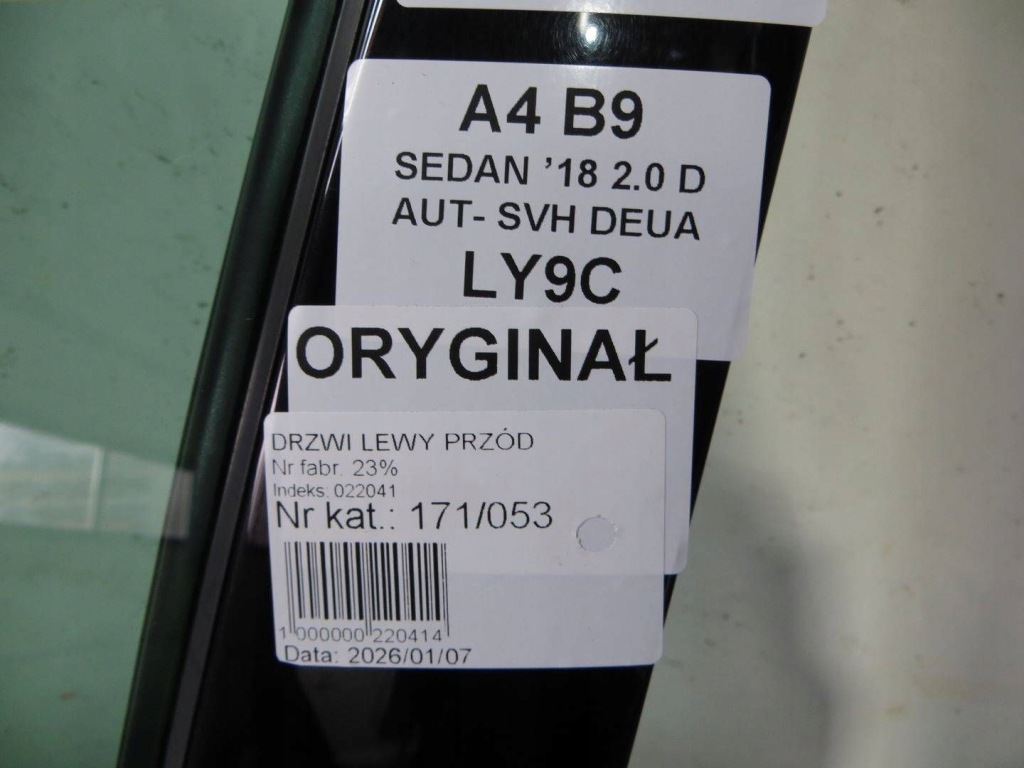 A4 B9
SEDAN '18 2.0 D
AUT- SVH DEUA
LY9C
ORYGINAŁ
DRZWI LEWY PRZÓD
Nr fabr. 23%
Indeks: 022041
Nr kat.: 171/053
1 000000 220414
Data: 2026/01/07